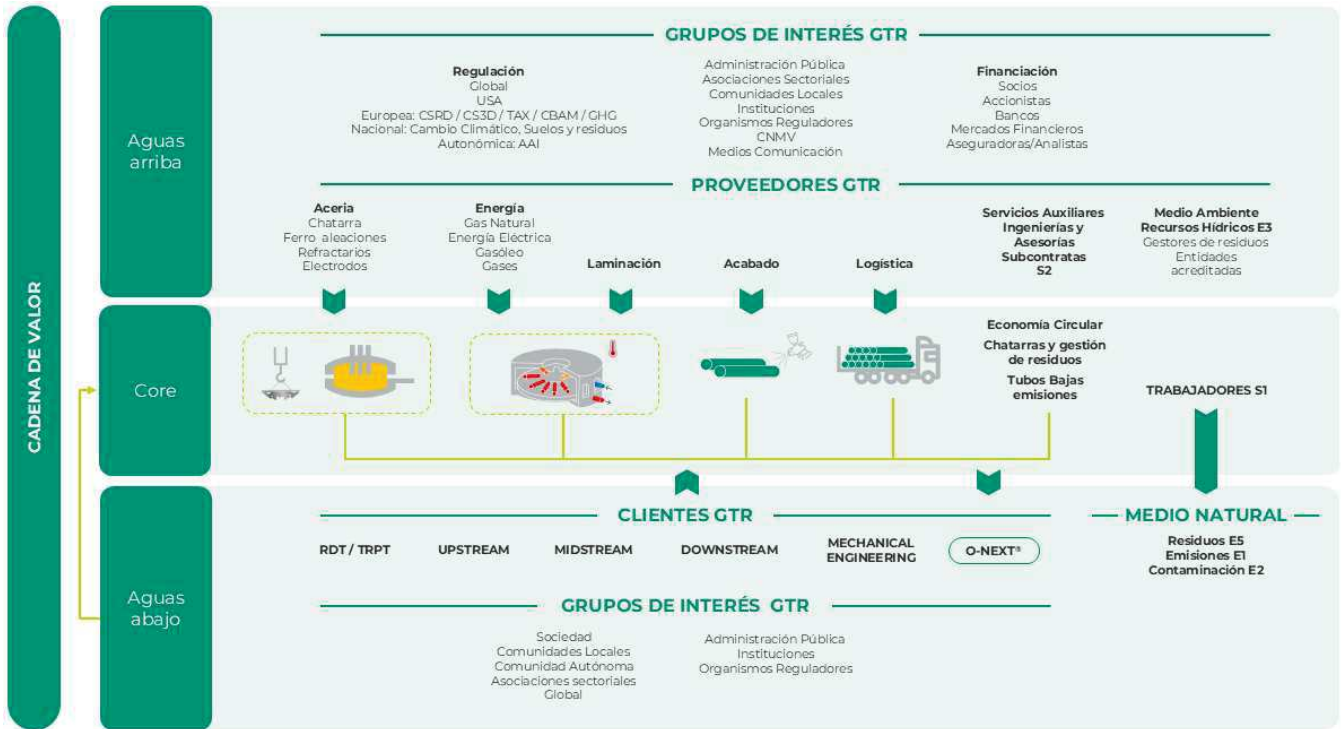 CADENA DE VALOR
Aguas
arriba
GRUPOS DE INTERÉS GTR
Regulación
Global
USA
Europea: CSRD / CS3D / TAX / CBAM / GHG
Nacional: Cambio Climático, Suelos y residuos
Autonómica: AAI
Administración Pública
Asociaciones Sectoriales
Comunidades Locales
Instituciones
Organismos Reguladores
CNMV
Medios Comunicación
Financiación
Socios
Accionistas
Bancos
Mercados Financieros
Aseguradoras/Analistas
PROVEEDORES GTR
Aceria
Chatarra
Ferro aleaciones
Refractarios
Electrodos
Energía
Gas Natural
Energía Eléctrica
Gasóleo
Gases
Laminación
Acabado
Logística
Servicios Auxiliares
Ingenierías y
Asesorías
Subcontratas
S2
Medio Ambiente
Recursos Hídricos E3
Gestores de residuos
Entidades
acreditadas
Core
Economía Circular
Chatarras y gestión
de residuos
Tubos Bajas
emisiones
TRABAJADORES S1
Aguas
abajo
CLIENTES GTR
RDT / TRPT
UPSTREAM
MIDSTREAM
DOWNSTREAM
MECHANICAL
ENGINEERING
O-NEXT®
MEDIO NATURAL
Residuos E5
Emisiones E1
Contaminación E2
GRUPOS DE INTERÉS GTR
Sociedad
Comunidades Locales
Comunidad Autónoma
Asociaciones sectoriales
Global
Administración Pública
Instituciones
Organismos Reguladores